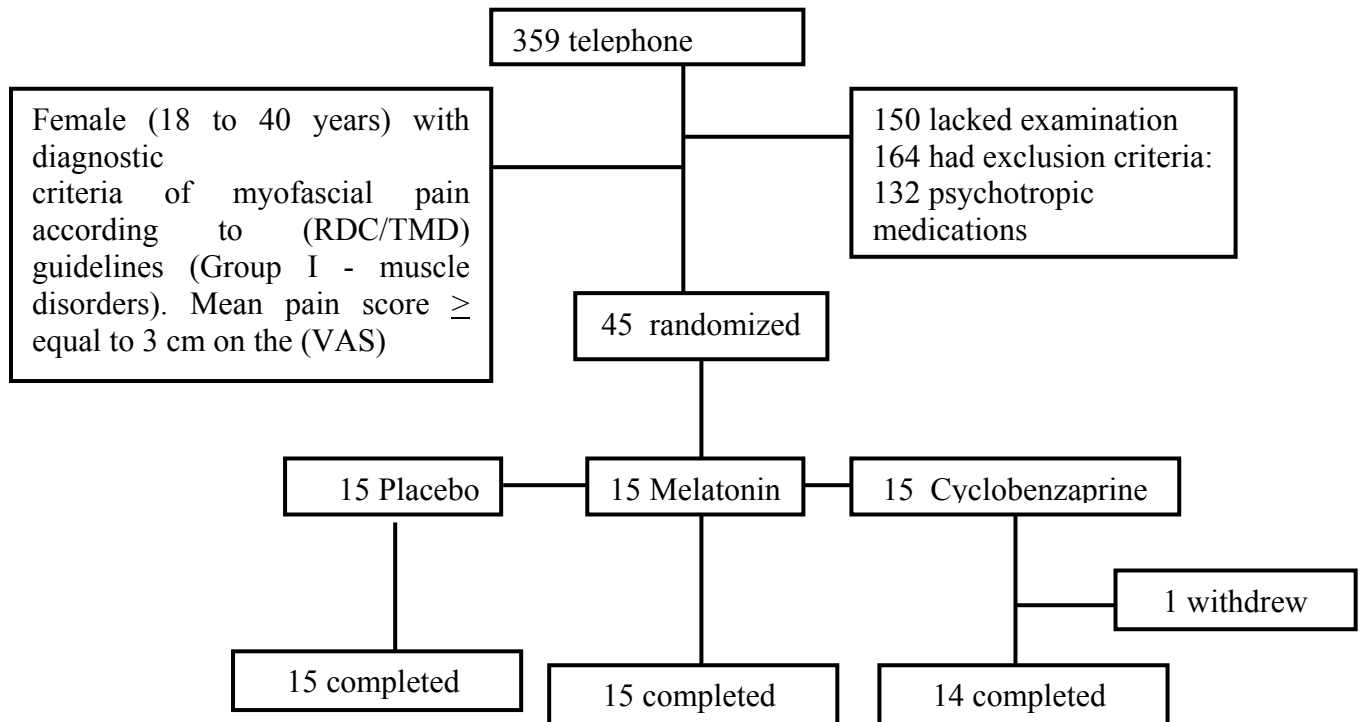 359 telephone
Female (18 to 40 years) with
diagnostic
criteria of myofascial pain
according to (RDC/TMD)
guidelines (Group I - muscle
disorders). Mean pain score ≥
equal to 3 cm on the (VAS)
150 lacked examination
164 had exclusion criteria:
132 psychotropic
medications
45 randomized
15 Placebo
15 Melatonin
15 Cyclobenzaprine
1 withdrew
15 completed
15 completed
14 completed